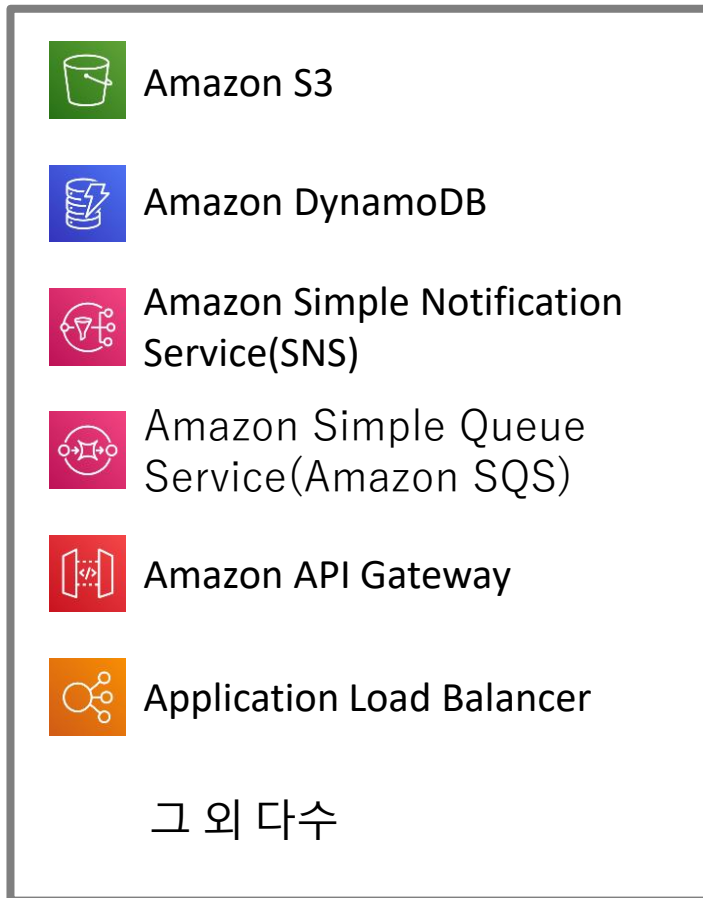 Amazon S3
Amazon DynamoDB
Amazon Simple Notification
Service(SNS)
Amazon Simple Queue
Service(Amazon SQS)
Amazon API Gateway
Application Load Balancer
그 외 다수